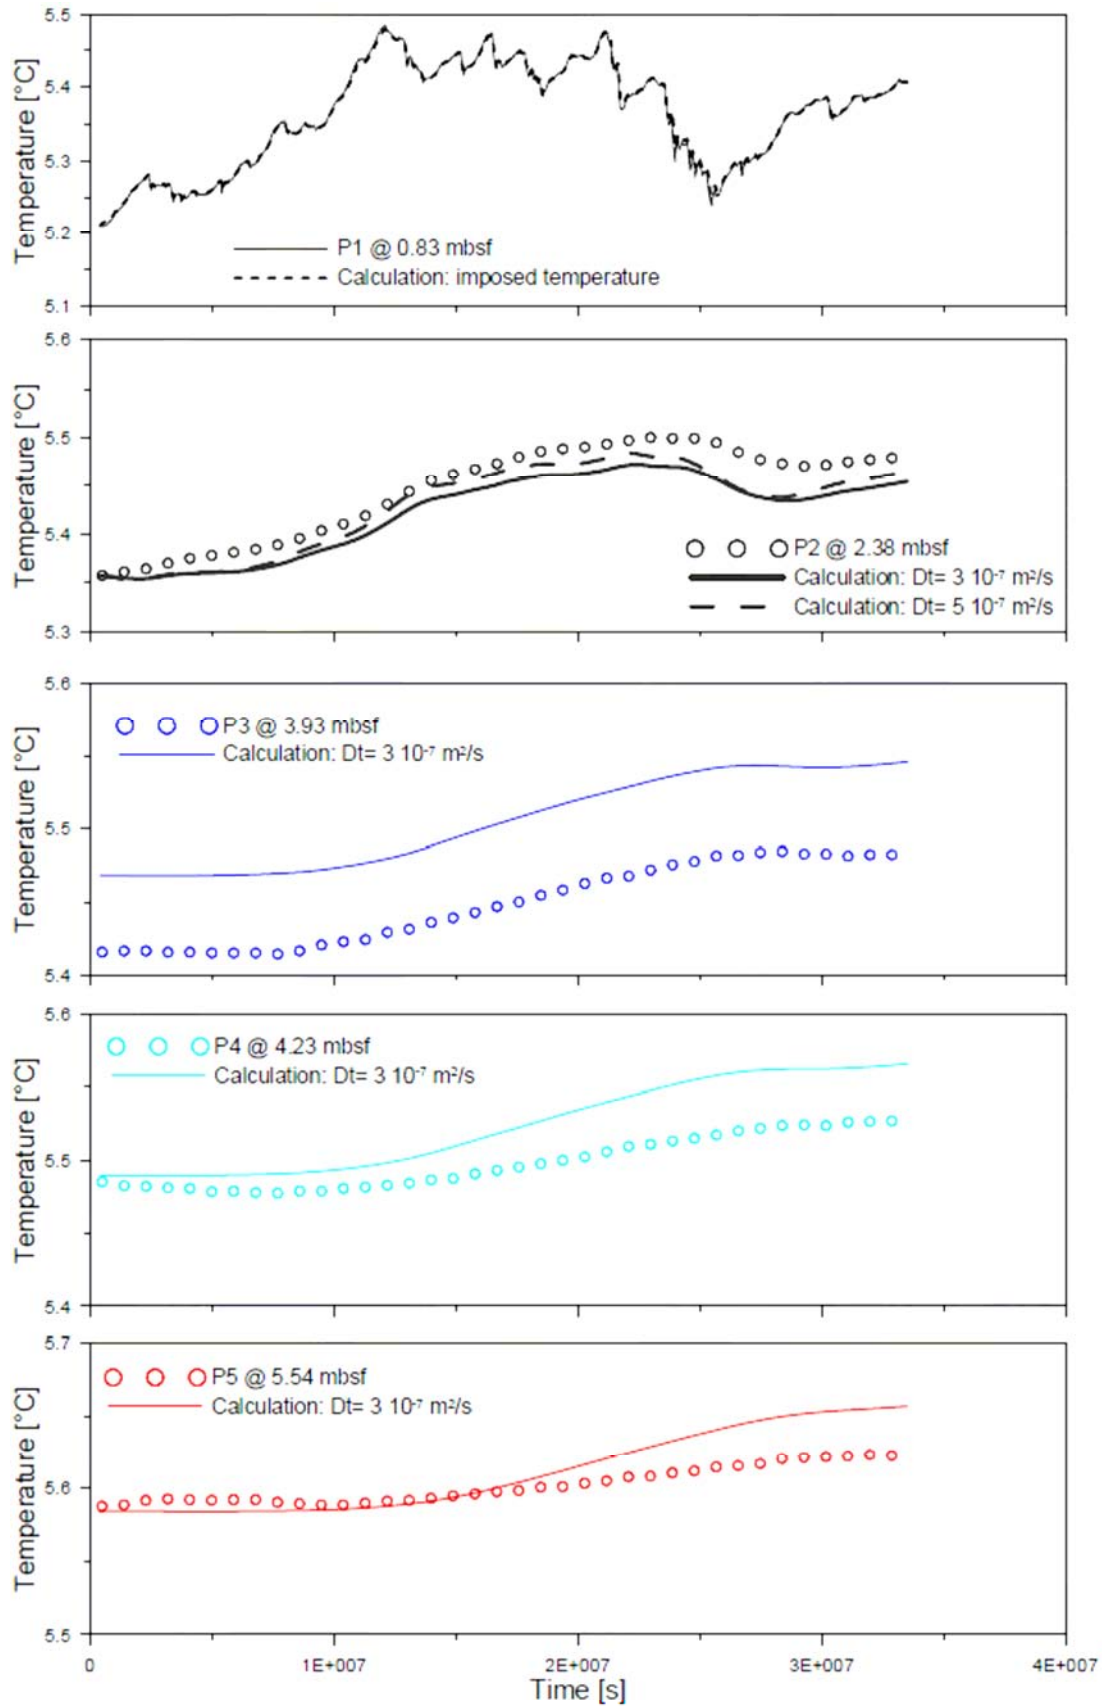 5.5
5.4
5.3
5.2
5.1
Temperature [°C]
P1 @ 0.83 mbsf
Calculation: imposed temperature
5.6
5.5
5.4
5.3
Temperature [°C]
P2 @ 2.38 mbsf
Calculation: Dt= 3 10⁻⁷ m²/s
Calculation: Dt= 5 10⁻⁷ m²/s
5.6
5.5
5.4
Temperature [°C]
P3 @ 3.93 mbsf
Calculation: Dt= 3 10⁻⁷ m²/s
5.6
5.5
5.4
Temperature [°C]
P4 @ 4.23 mbsf
Calculation: Dt= 3 10⁻⁷ m²/s
5.7
5.6
5.5
Temperature [°C]
P5 @ 5.54 mbsf
Calculation: Dt= 3 10⁻⁷ m²/s
0 1E+007 2E+007 3E+007 4E+007
Time [s]